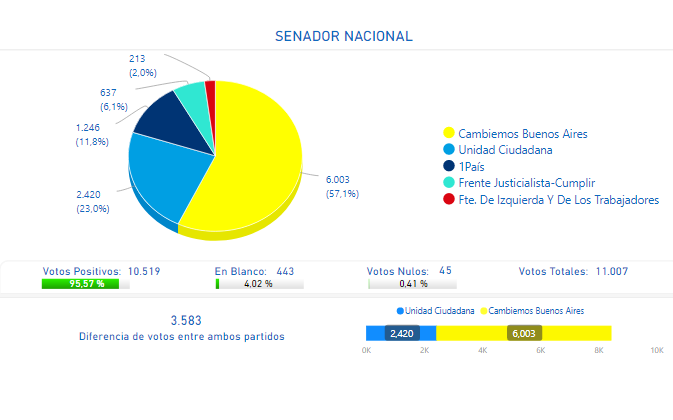 SENADOR NACIONAL
213
(2,0%)
637
(6,1%)
1.246
(11,8%)
2.420
(23,0%)
6.003
(57,1%)
Cambiemos Buenos Aires
Unidad Ciudadana
1País
Frente Justicialista-Cumplir
Fte. De Izquierda Y De Los Trabajadores
Votos Positivos: 10.519
95,57 %
En Blanco: 443
4,02 %
Votos Nulos: 45
0,41 %
Votos Totales: 11.007
3.583
Diferencia de votos entre ambos partidos
Unidad Ciudadana Cambiemos Buenos Aires
2,420 6,003
0K 2K 4K 6K 8K 10K